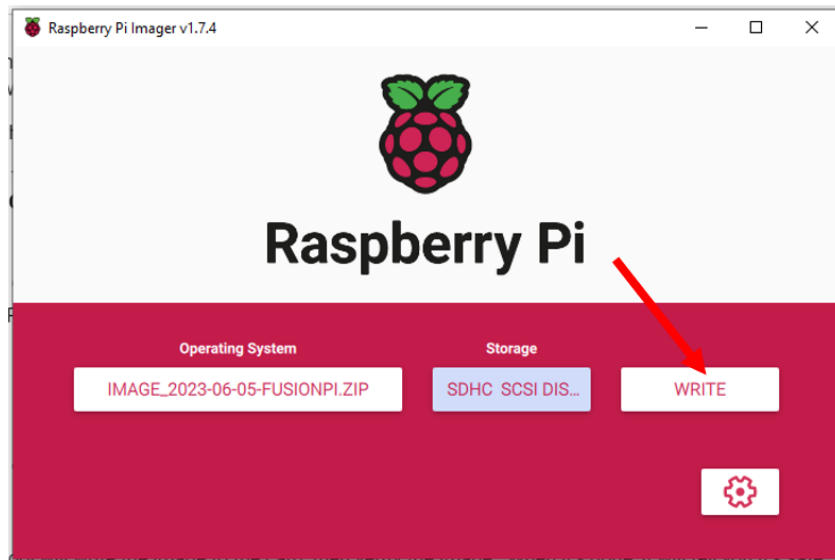 Raspberry Pi Imager v1.7.4
Raspberry Pi
Operating System
Storage
IMAGE_2023-06-05-FUSIONPI.ZIP
SDHC SCSI DIS...
WRITE